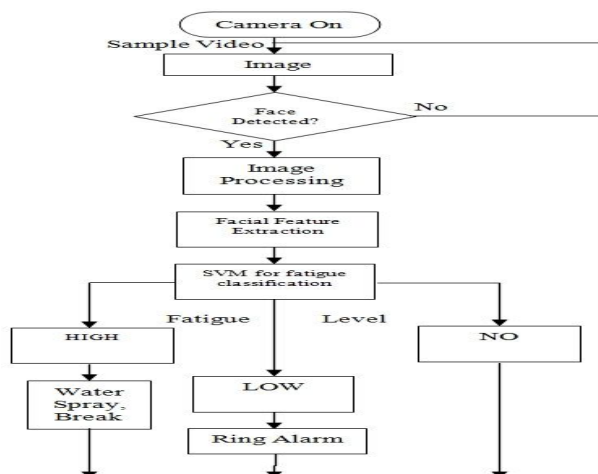 Camera On
Sample Video
Image
Face
Detected?
No
Yes
Image
Processing
Facial Feature
Extraction
SVM for fatigue
classification
Fatigue Level
HIGH
NO
Water
Spray,
Break
LOW
Ring Alarm